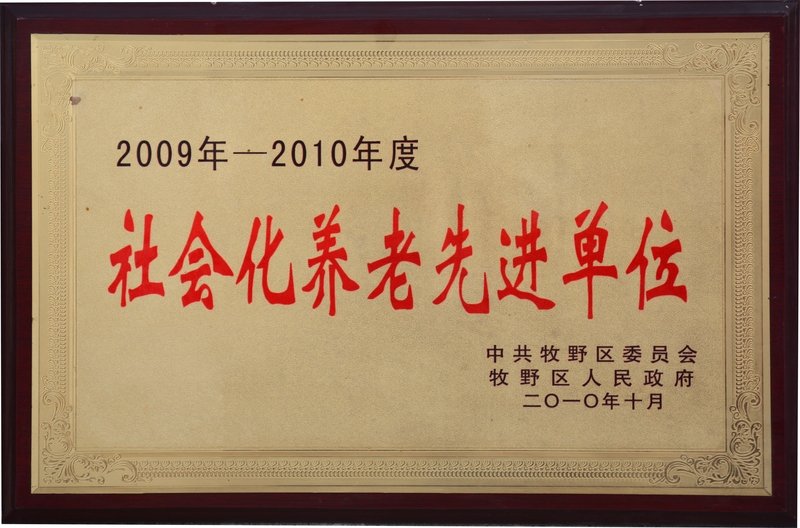 2009年—2010年度
社会化养老先进单位
中共牧野区委员会
牧野区人民政府
二〇一〇年十月